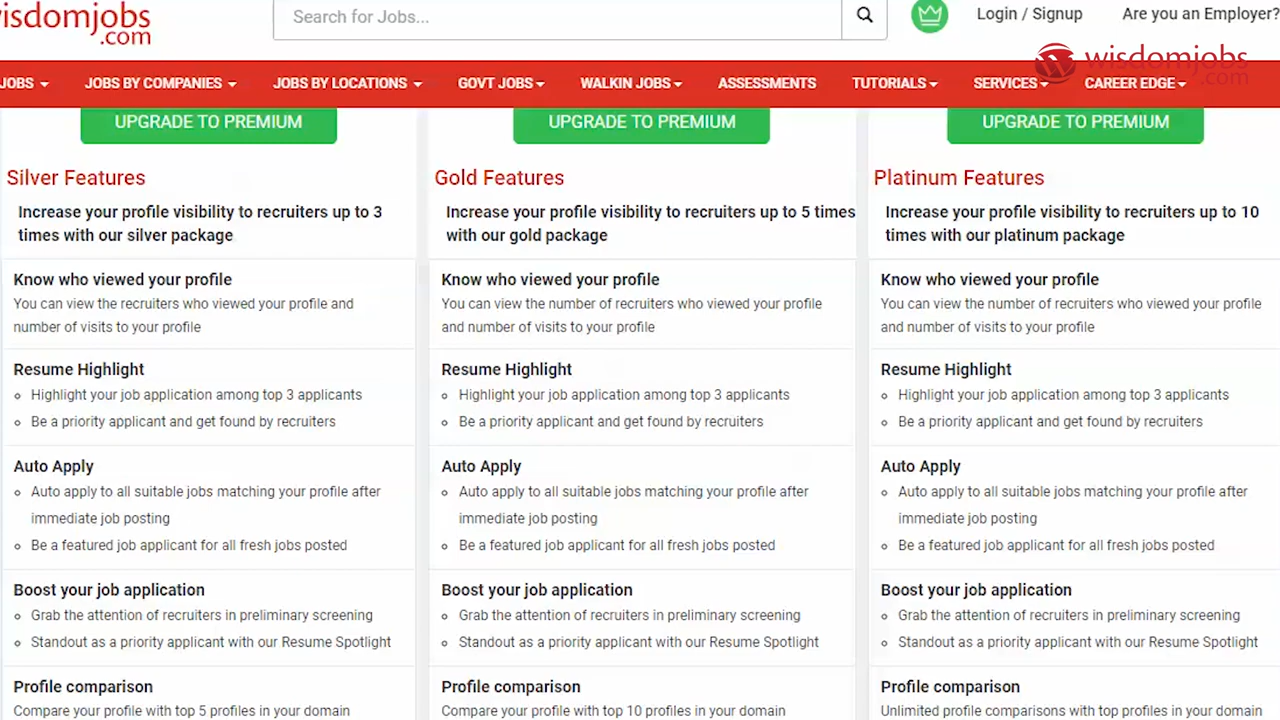 isdomjobs
.com
Search for Jobs...
Login / Signup
Are you an Employer?
wisdomjobs
.com
JOBS
JOBS BY COMPANIES
JOBS BY LOCATIONS
GOVT JOBS
WALKIN JOBS
ASSESSMENTS
TUTORIALS
SERVICES
CAREER EDGE
UPGRADE TO PREMIUM
Silver Features
Increase your profile visibility to recruiters up to 3
times with our silver package
Know who viewed your profile
You can view the recruiters who viewed your profile and
number of visits to your profile
Resume Highlight
Highlight your job application among top 3 applicants
Be a priority applicant and get found by recruiters
Auto Apply
Auto apply to all suitable jobs matching your profile after
immediate job posting
Be a featured job applicant for all fresh jobs posted
Boost your job application
Grab the attention of recruiters in preliminary screening
Standout as a priority applicant with our Resume Spotlight
Profile comparison
Compare your profile with top 5 profiles in your domain
UPGRADE TO PREMIUM
Gold Features
Increase your profile visibility to recruiters up to 5 times
with our gold package
Know who viewed your profile
You can view the number of recruiters who viewed your profile
and number of visits to your profile
Resume Highlight
Highlight your job application among top 3 applicants
Be a priority applicant and get found by recruiters
Auto Apply
Auto apply to all suitable jobs matching your profile after
immediate job posting
Be a featured job applicant for all fresh jobs posted
Boost your job application
Grab the attention of recruiters in preliminary screening
Standout as a priority applicant with our Resume Spotlight
Profile comparison
Compare your profile with top 10 profiles in your domain
UPGRADE TO PREMIUM
Platinum Features
Increase your profile visibility to recruiters up to 10
times with our platinum package
Know who viewed your profile
You can view the number of recruiters who viewed your profile
and number of visits to your profile
Resume Highlight
Highlight your job application among top 3 applicants
Be a priority applicant and get found by recruiters
Auto Apply
Auto apply to all suitable jobs matching your profile after
immediate job posting
Be a featured job applicant for all fresh jobs posted
Boost your job application
Grab the attention of recruiters in preliminary screening
Standout as a priority applicant with our Resume Spotlight
Profile comparison
Unlimited profile comparisons with top profiles in your domain